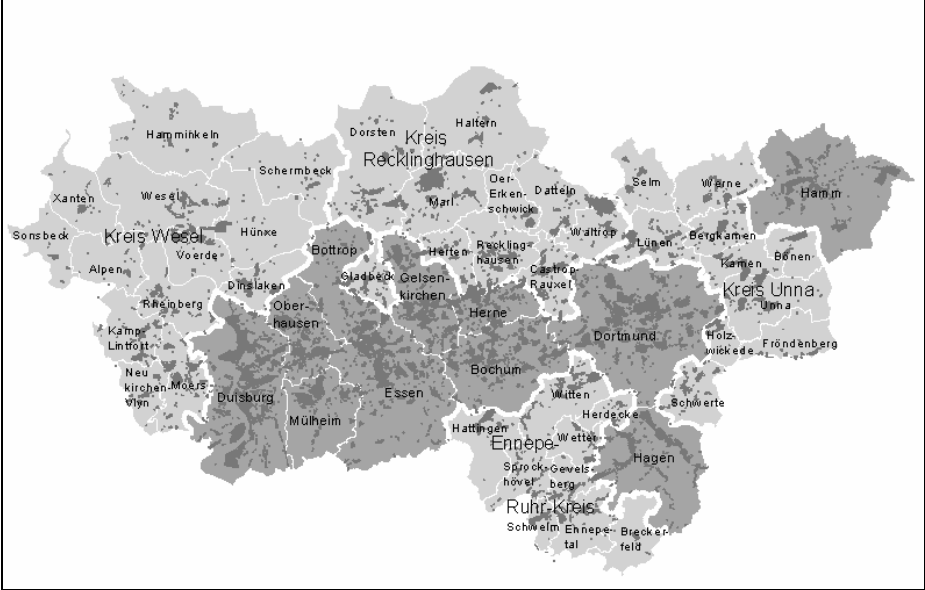 Dorsten
Haltern
Hamminkeln
Kreis
Recklinghausen
Schermbeck
Oer-
Erken-
schwick
Datteln
Selm
Werne
Hamm
Xanten
Wesel
Marl
Sonsbeck
Kreis Wesel
Hünxe
Waltrop
Lünen
Bergkamen
Voerde
Bottrop
Herten
Reckling-
hausen
Kamen
Bönen
Alpen
Gladbeck
Gelsen-
kirchen
Castrop-
Rauxel
Dinslaken
Kreis Unna
Unna
Rheinberg
Ober-
hausen
Herne
Kamp-
Lintfort
Dortmund
Holz-
wickede
Fröndenberg
Neu
kirchen-
Vlyn
Moers
Duisburg
Essen
Bochum
Mülheim
Witten
Schwerte
Herdecke
Hattingen
Ennepe-
Wetter
Hagen
Sprock-
hövel
Gevels-
berg
Ruhr-Kreis
Schwelm
Ennepe-
tal
Brecker-
feld